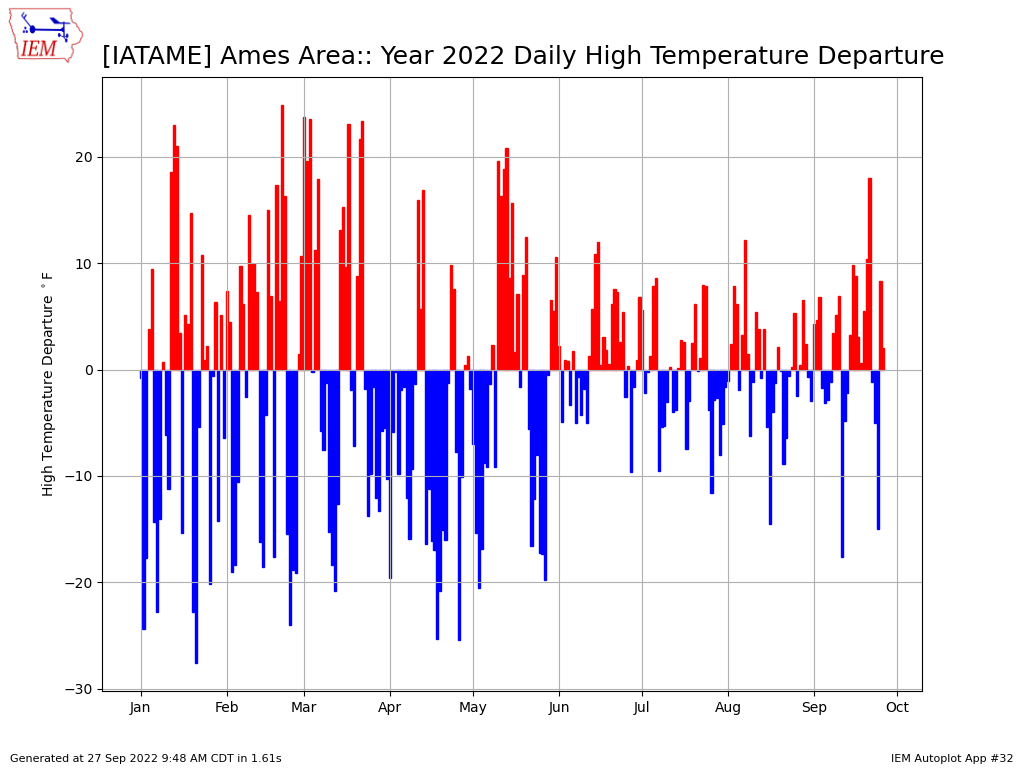 IEM
[IATAME] Ames Area:: Year 2022 Daily High Temperature Departure
High Temperature Departure °F
20
10
0
−10
−20
−30
Jan Feb Mar Apr May Jun Jul Aug Sep Oct
Generated at 27 Sep 2022 9:48 AM CDT in 1.61s
IEM Autoplot App #32